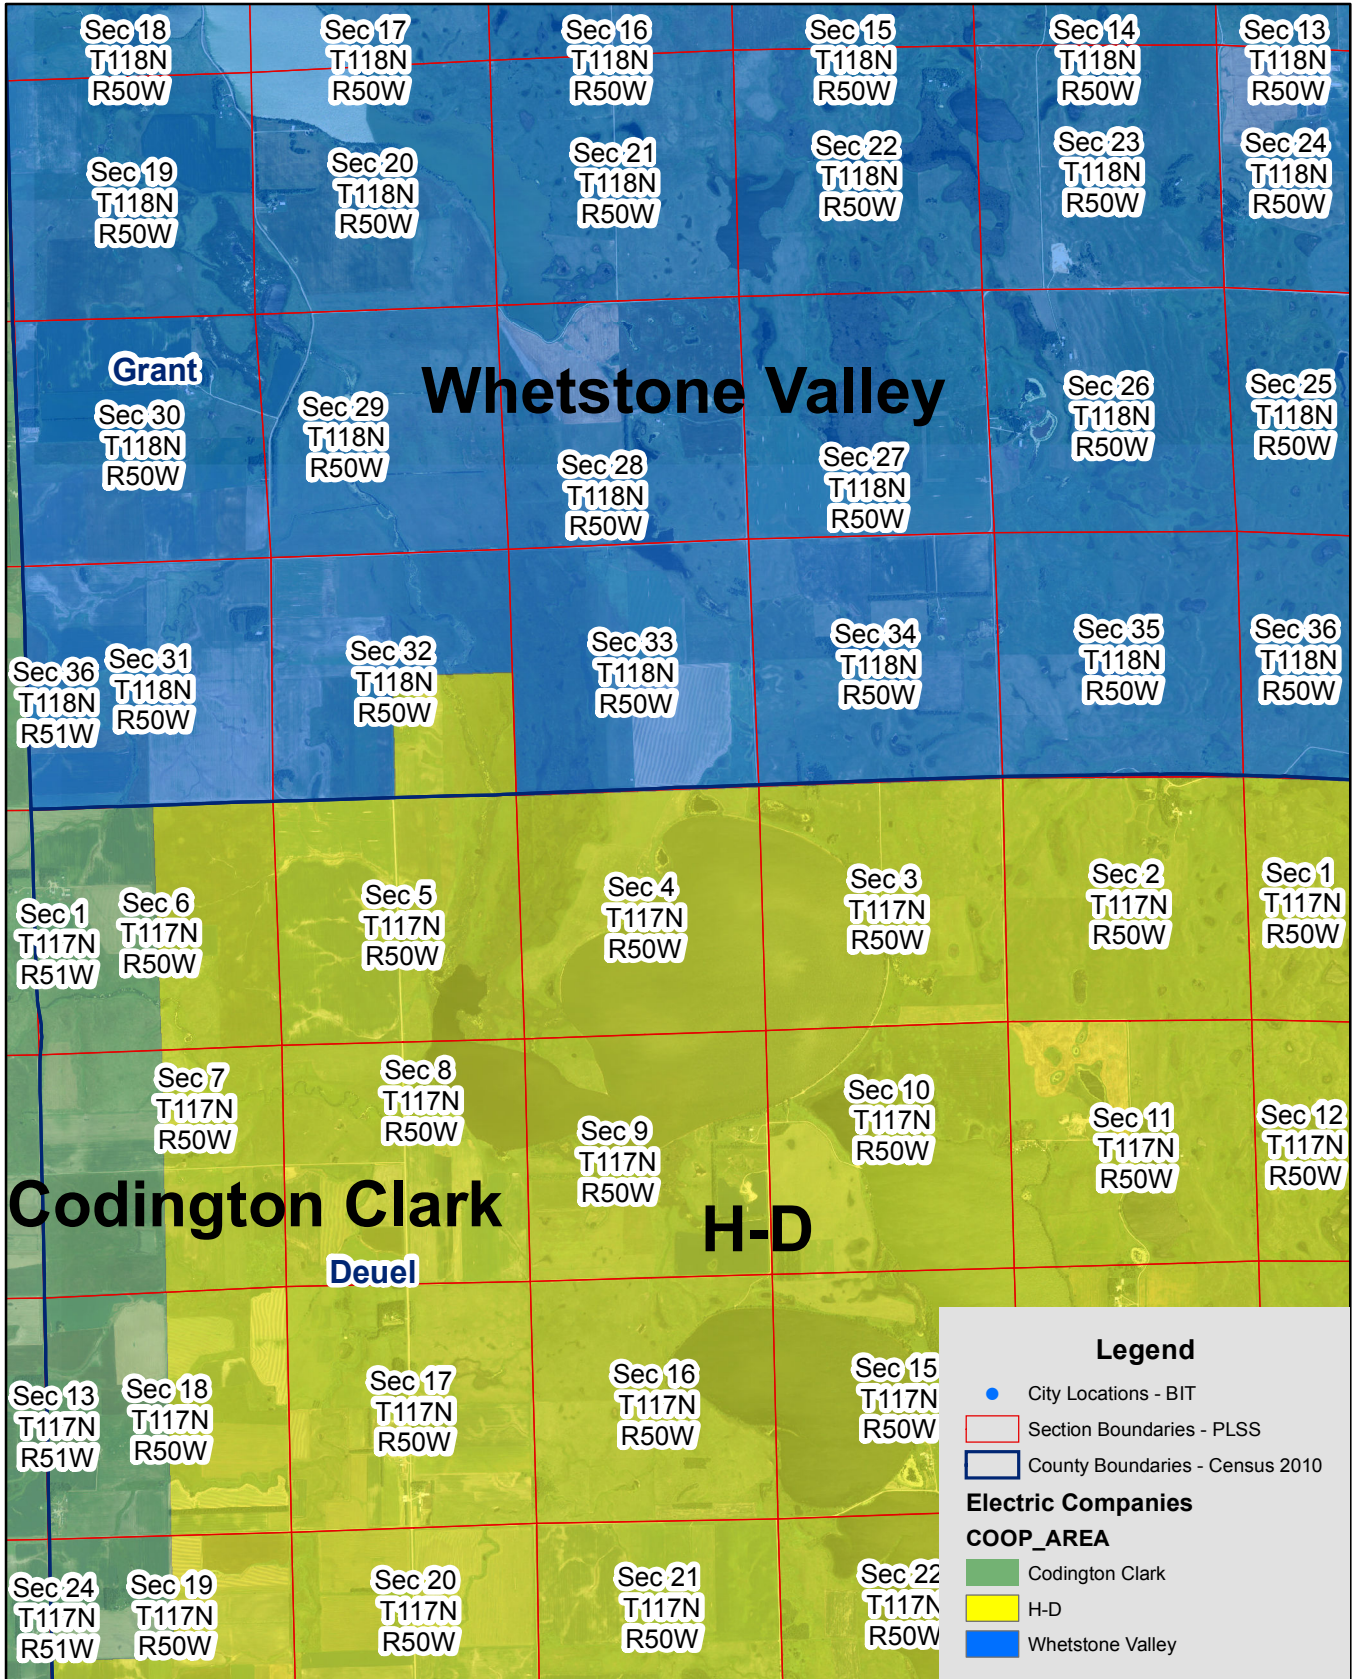 Sec 18
T118N
R50W
Sec 17
T118N
R50W
Sec 16
T118N
R50W
Sec 15
T118N
R50W
Sec 14
T118N
R50W
Sec 13
T118N
R50W
Sec 19
T118N
R50W
Sec 20
T118N
R50W
Sec 21
T118N
R50W
Sec 22
T118N
R50W
Sec 23
T118N
R50W
Sec 24
T118N
R50W
Grant
Whetstone Valley
Sec 30
T118N
R50W
Sec 29
T118N
R50W
Sec 28
T118N
R50W
Sec 27
T118N
R50W
Sec 26
T118N
R50W
Sec 25
T118N
R50W
Sec 36
T118N
R51W
Sec 31
T118N
R50W
Sec 32
T118N
R50W
Sec 33
T118N
R50W
Sec 34
T118N
R50W
Sec 35
T118N
R50W
Sec 36
T118N
R50W
Sec 1
T117N
R51W
Sec 6
T117N
R50W
Sec 5
T117N
R50W
Sec 4
T117N
R50W
Sec 3
T117N
R50W
Sec 2
T117N
R50W
Sec 1
T117N
R50W
Sec 7
T117N
R50W
Sec 8
T117N
R50W
Sec 9
T117N
R50W
Sec 10
T117N
R50W
Sec 11
T117N
R50W
Sec 12
T117N
R50W
Codington Clark
H-D
Deuel
Sec 13
T117N
R51W
Sec 18
T117N
R50W
Sec 17
T117N
R50W
Sec 16
T117N
R50W
Sec 15
T117N
R50W
Sec 24
T117N
R51W
Sec 19
T117N
R50W
Sec 20
T117N
R50W
Sec 21
T117N
R50W
Sec 22
T117N
R50W
Legend
City Locations - BIT
Section Boundaries - PLSS
County Boundaries - Census 2010
Electric Companies
COOP_AREA
Codington Clark
H-D
Whetstone Valley